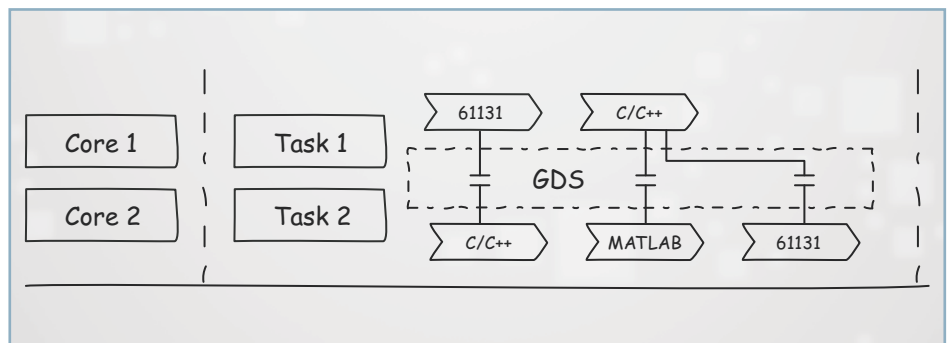 61131
C/C++
Core 1
Task 1
GDS
Core 2
Task 2
C/C++
MATLAB
61131